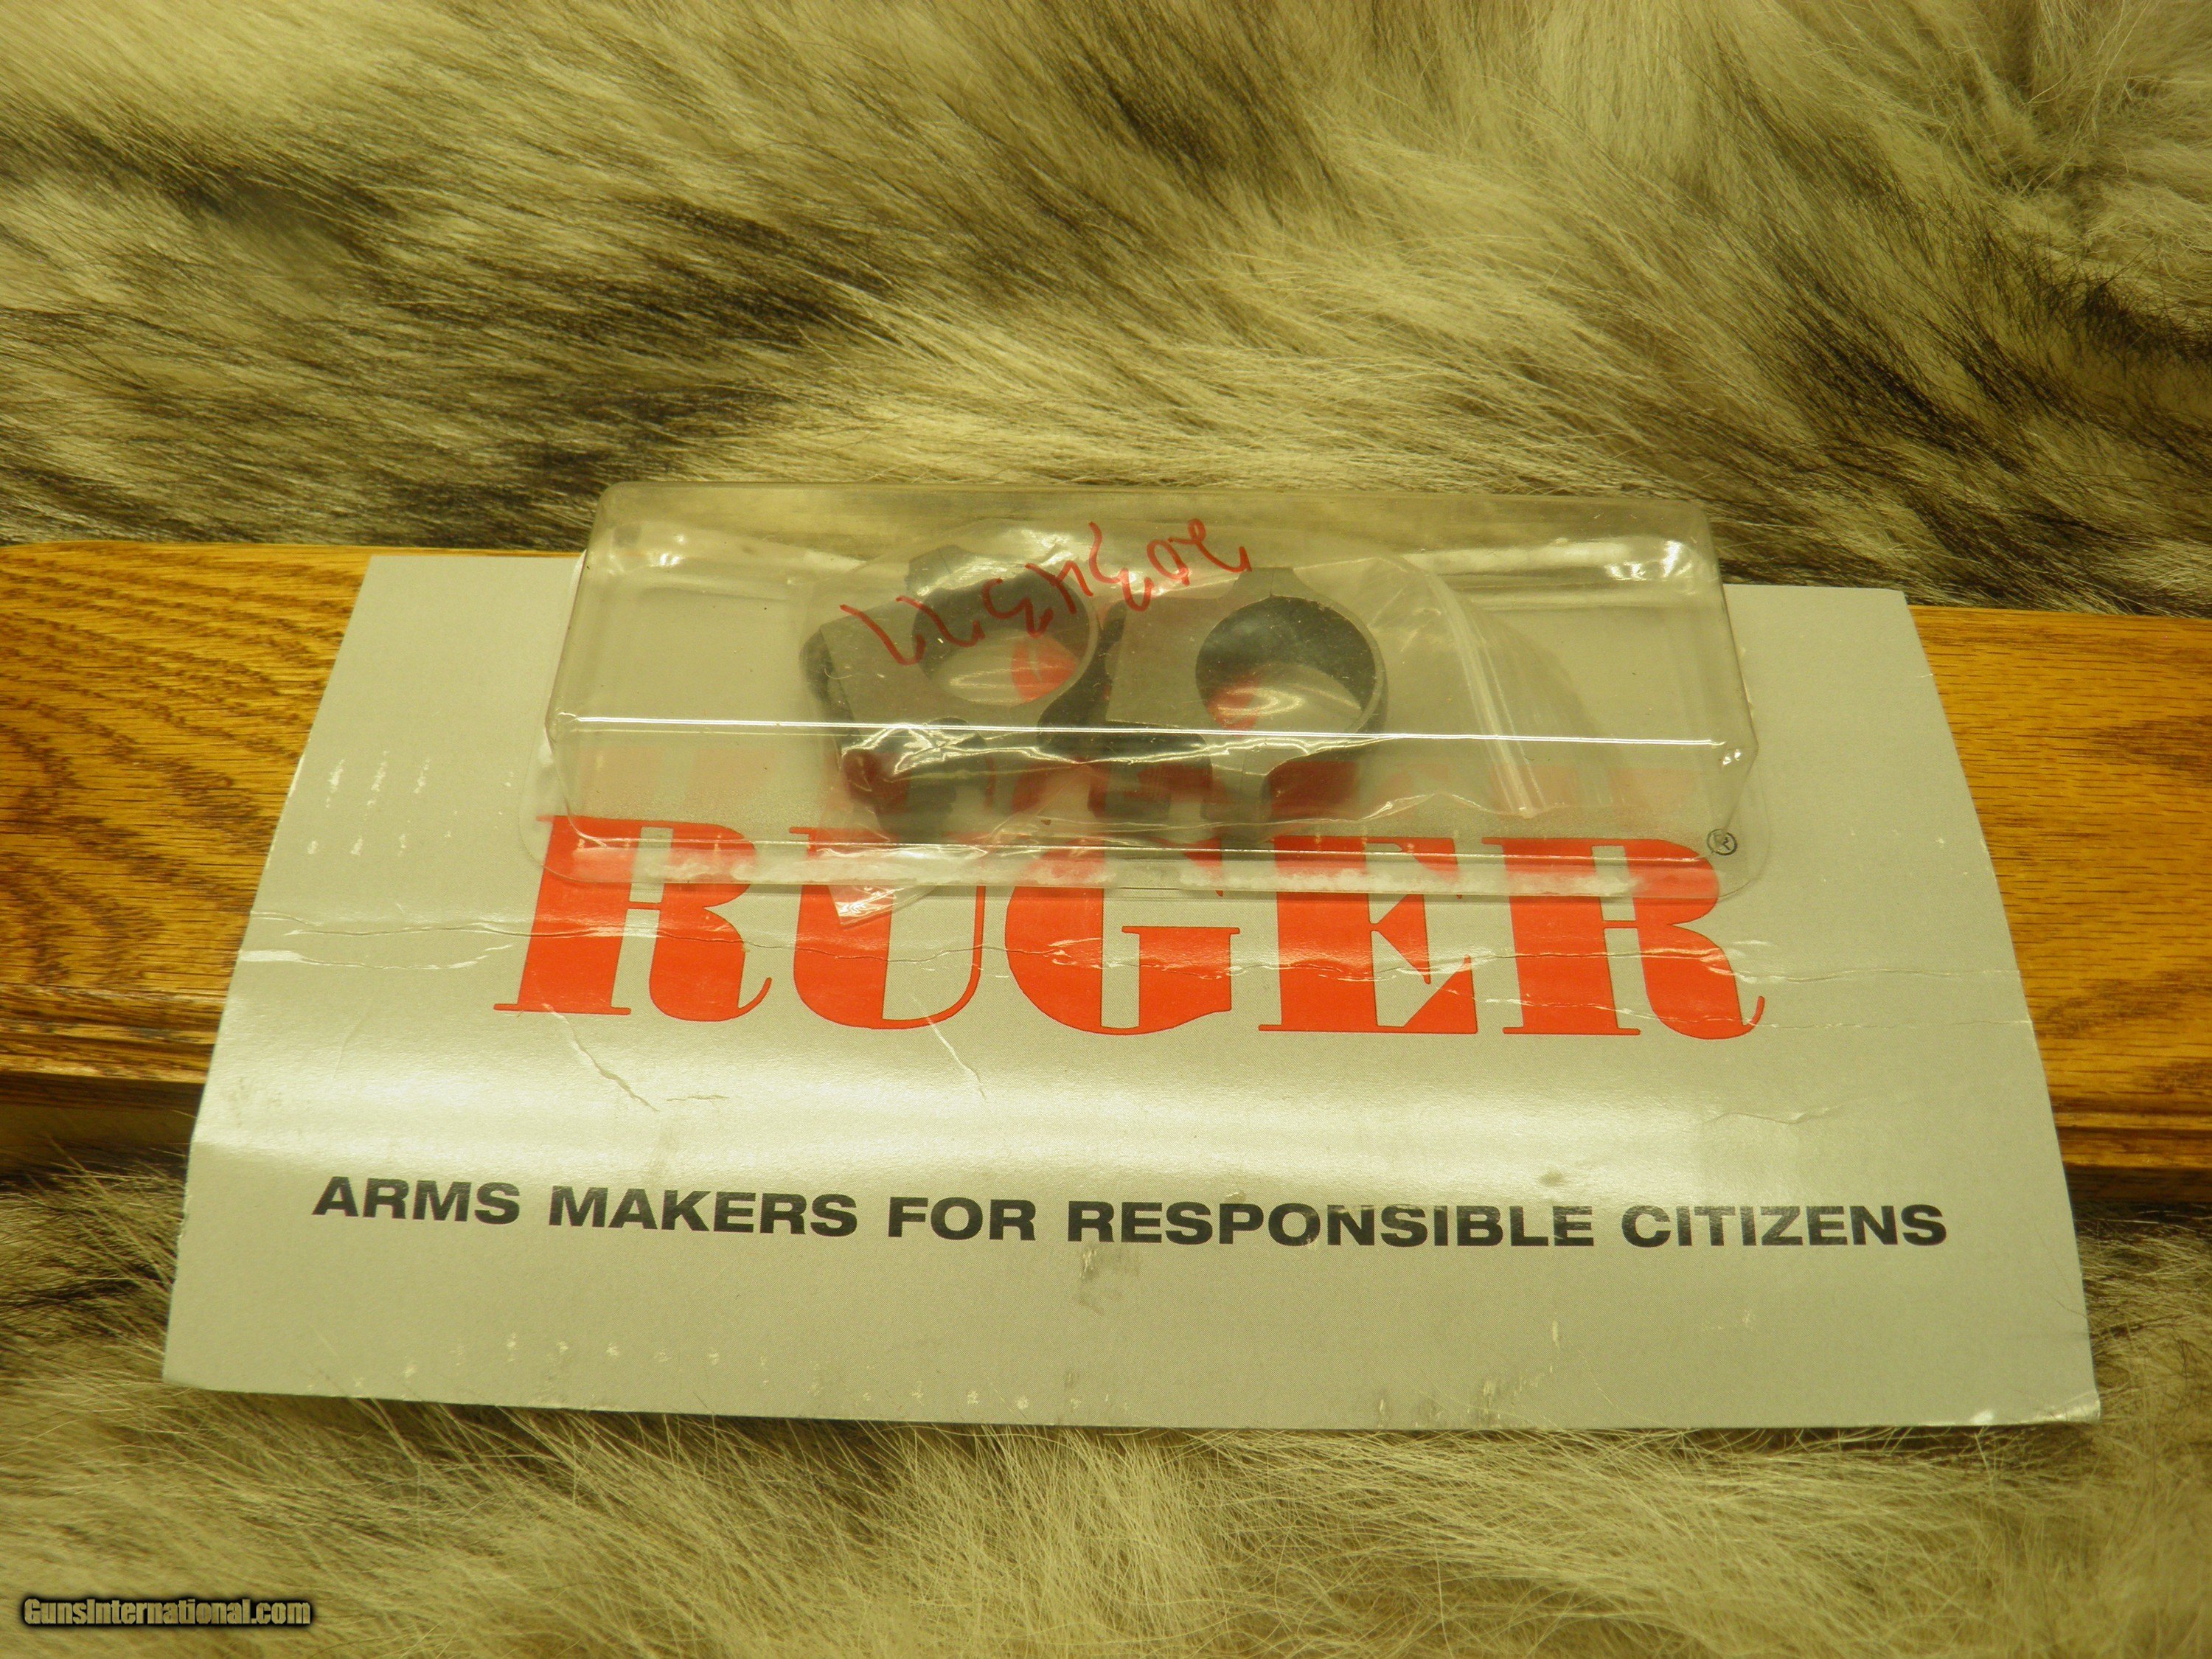 RUGER®
ARMS MAKERS FOR RESPONSIBLE CITIZENS
GunsInternational.com